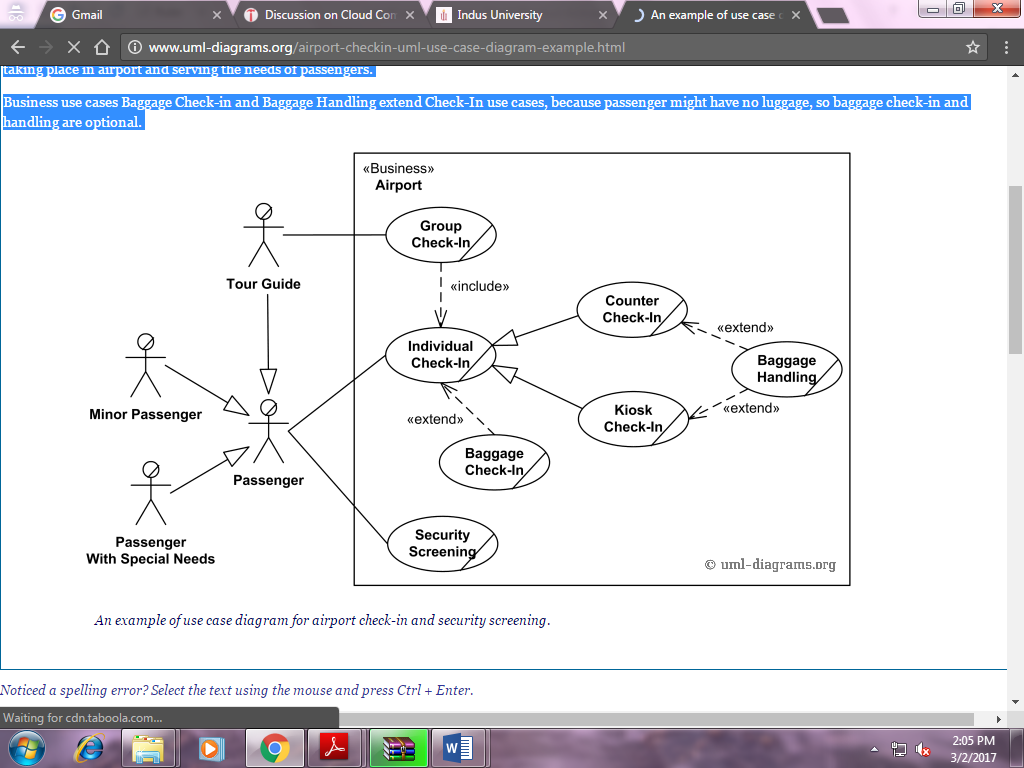 Gmail
Discussion on Cloud Com
Indus University
An example of use case
www.uml-diagrams.org/airport-checkin-uml-use-case-diagram-example.html
taking place in airport and serving the needs of passengers.
Business use cases Baggage Check-in and Baggage Handling extend Check-In use cases, because passenger might have no luggage, so baggage check-in and
handling are optional.
«Business»
Airport
Group
Check-In
Tour Guide
«include»
Counter
Check-In
«extend»
Individual
Check-In
Baggage
Handling
Minor Passenger
«extend»
Kiosk
Check-In
«extend»
Baggage
Check-In
Passenger
Security
Screening
Passenger
With Special Needs
© uml-diagrams.org
An example of use case diagram for airport check-in and security screening.
Noticed a spelling error? Select the text using the mouse and press Ctrl + Enter.
Waiting for cdn.taboola.com...
2:05 PM
3/2/2017